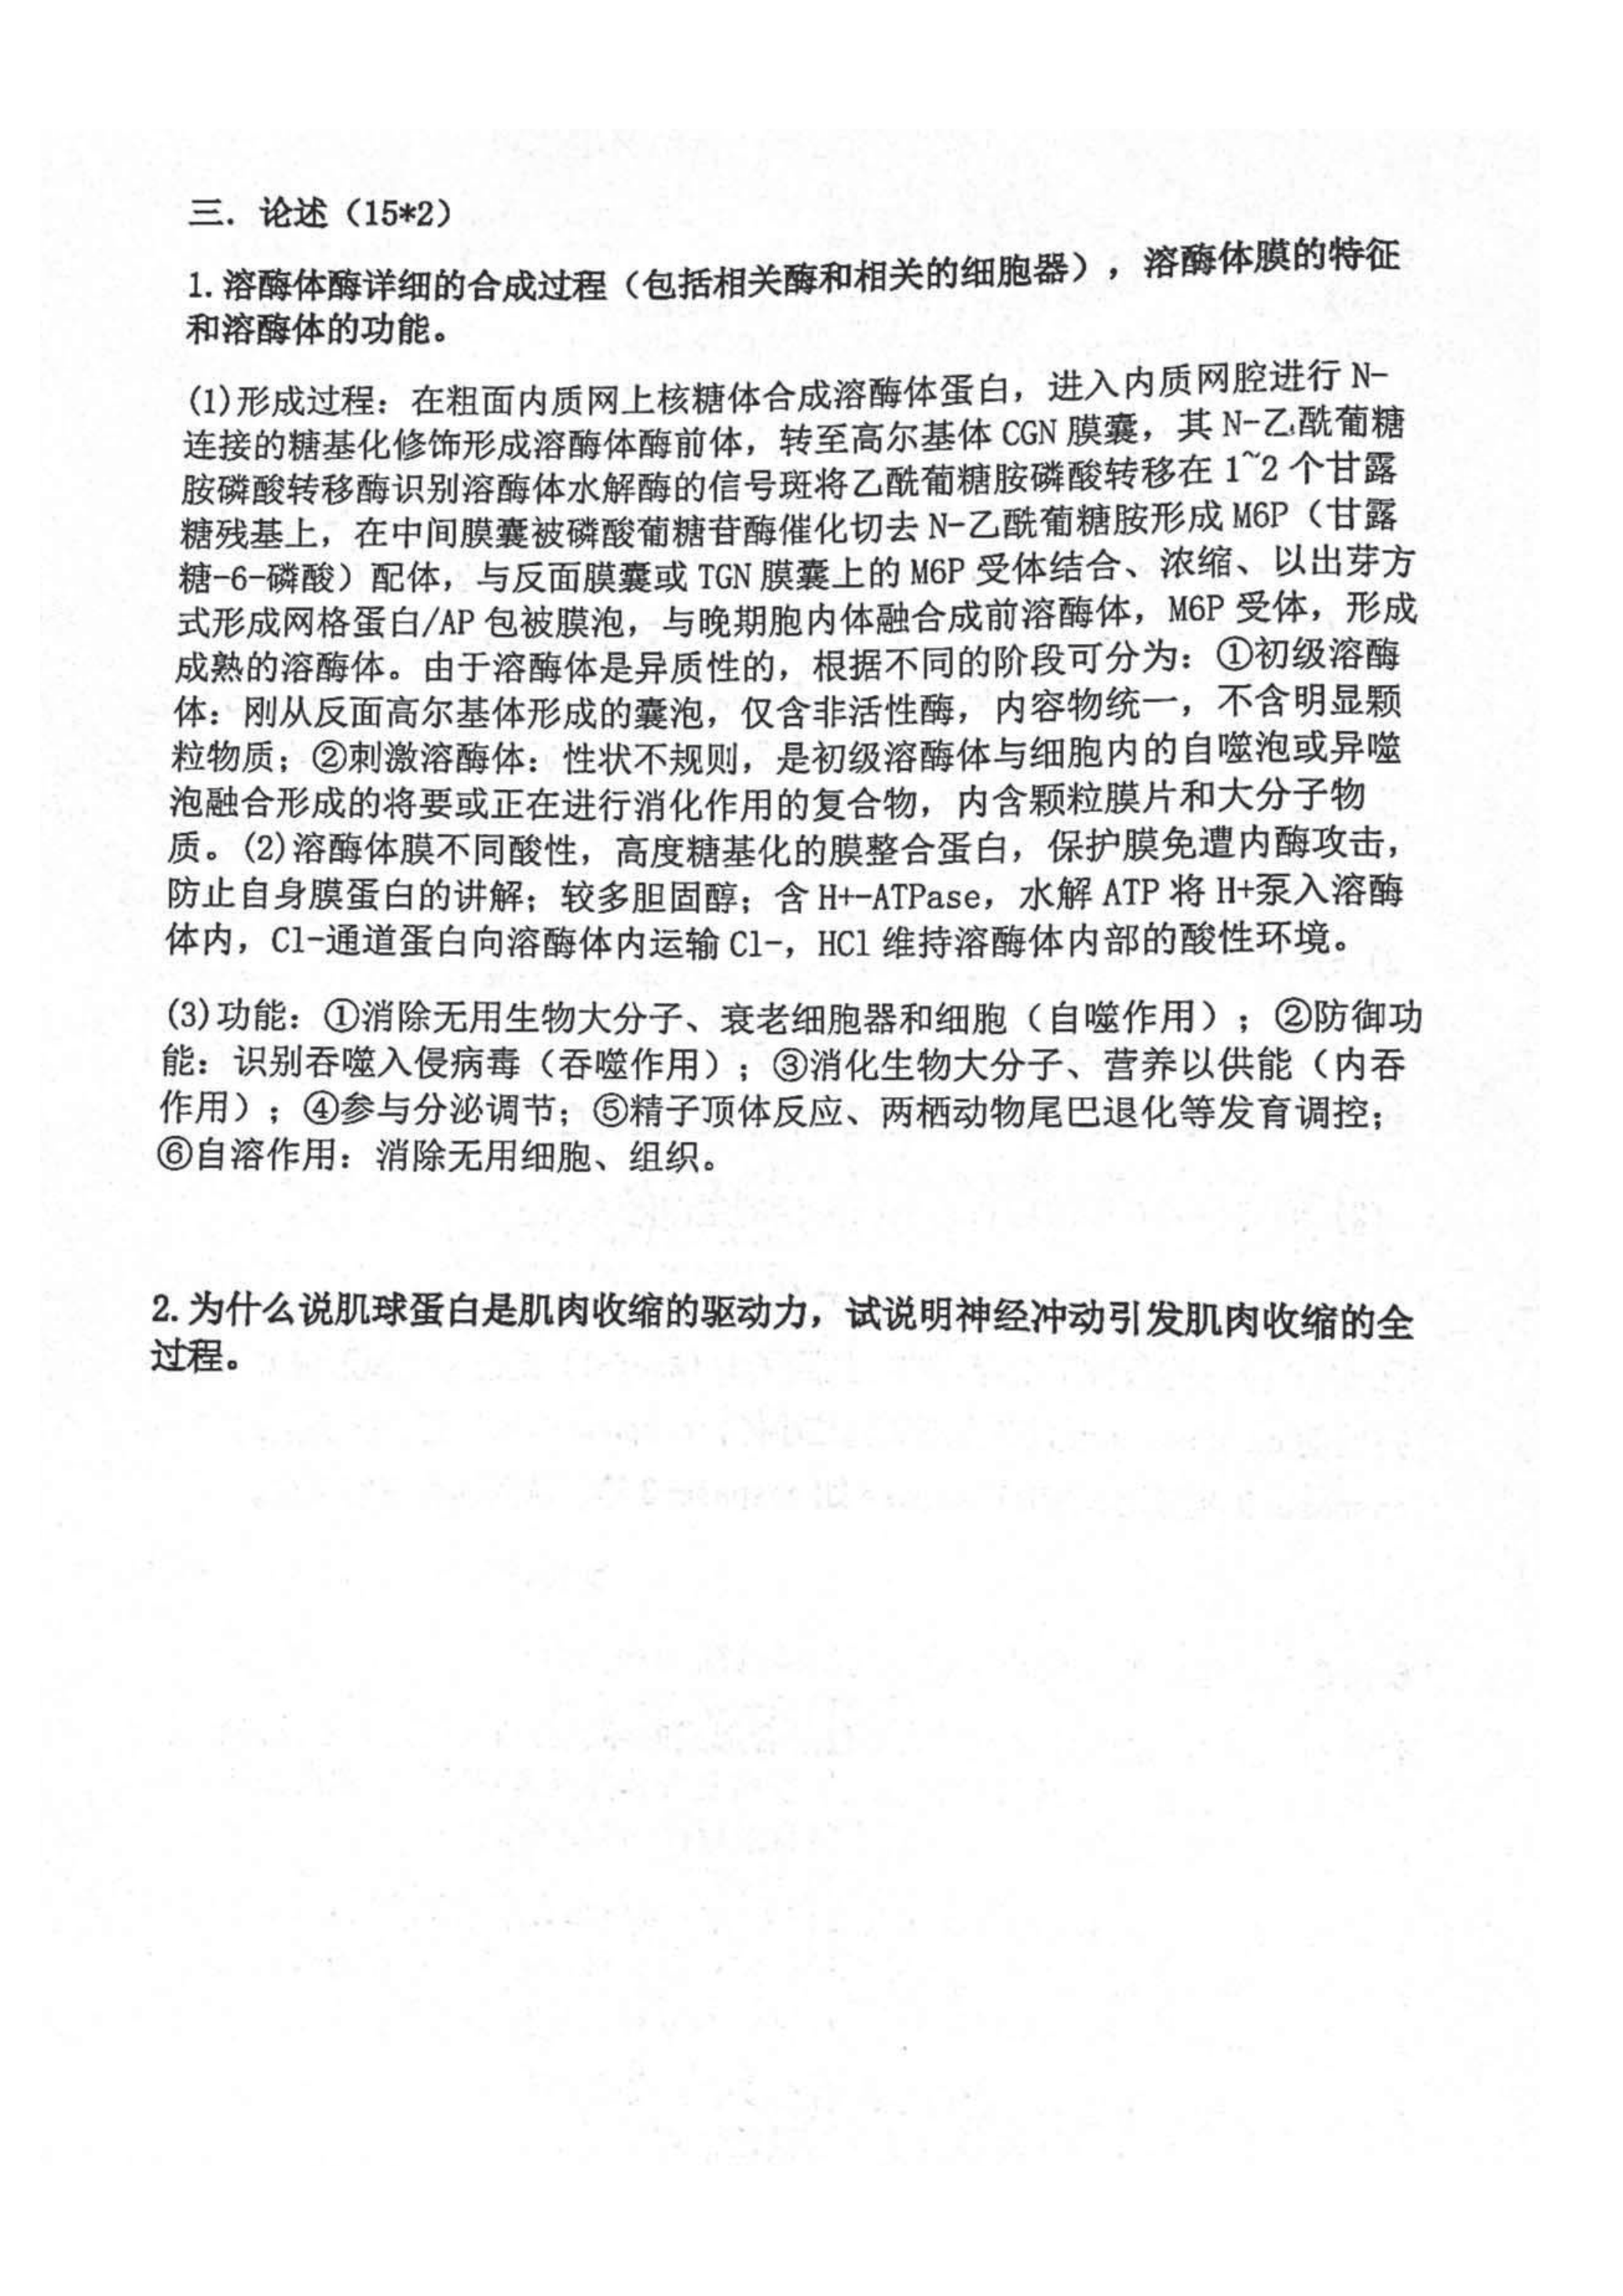 三. 论述（15*2）
1. 溶酶体酶详细的合成过程（包括相关酶和相关的细胞器），溶酶体膜的特征
和溶酶体的功能。
(1)形成过程：在粗面内质网上核糖体合成溶酶体蛋白，进入内质网腔进行 N-
连接的糖基化修饰形成溶酶体酶前体，转至高尔基体 CGN 膜囊，其 N-乙酰葡糖
胺磷酸转移酶识别溶酶体水解酶的信号斑将乙酰葡糖胺磷酸转移在 1~2 个甘露
糖残基上，在中间膜囊被磷酸葡糖苷酶催化切去 N-乙酰葡糖胺形成 M6P（甘露
糖-6-磷酸）配体，与反面膜囊或 TGN 膜囊上的 M6P 受体结合、浓缩、以出芽方
式形成网格蛋白/AP 包被膜泡，与晚期胞内体融合成前溶酶体，M6P 受体，形成
成熟的溶酶体。由于溶酶体是异质性的，根据不同的阶段可分为：①初级溶酶
体：刚从反面高尔基体形成的囊泡，仅含非活性酶，内容物统一，不含明显颗
粒物质；②刺激溶酶体：性状不规则，是初级溶酶体与细胞内的自噬泡或异噬
泡融合形成的将要或正在进行消化作用的复合物，内含颗粒膜片和大分子物
质。(2)溶酶体膜不同酸性，高度糖基化的膜整合蛋白，保护膜免遭内酶攻击，
防止自身膜蛋白的讲解；较多胆固醇；含 H+-ATPase，水解 ATP 将 H+泵入溶酶
体内，Cl-通道蛋白向溶酶体内运输 Cl-，HCl 维持溶酶体内部的酸性环境。
(3)功能：①消除无用生物大分子、衰老细胞器和细胞（自噬作用）；②防御功
能：识别吞噬入侵病毒（吞噬作用）；③消化生物大分子、营养以供能（内吞
作用）；④参与分泌调节；⑤精子顶体反应、两栖动物尾巴退化等发育调控；
⑥自溶作用：消除无用细胞、组织。
2. 为什么说肌球蛋白是肌肉收缩的驱动力，试说明神经冲动引发肌肉收缩的全
过程。